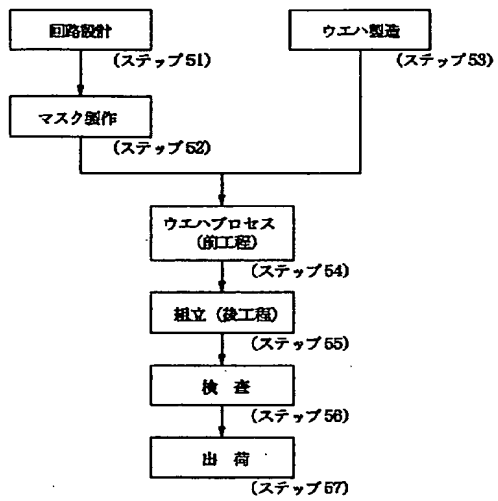 回路設計
(ステップ51)
ウエハ製造
(ステップ53)
マスク製作
(ステップ52)
ウエハプロセス
(前工程)
(ステップ54)
組立(後工程)
(ステップ55)
検 査
(ステップ56)
出 荷
(ステップ57)